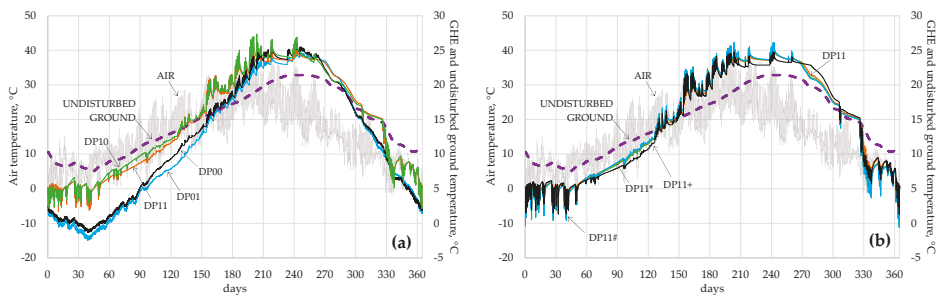 50
40
30
20
10
0
-10
-20
Air temperature, °C
30
25
20
15
10
5
0
-5
GHE and undisturbed ground temperature, °C
AIR
UNDISTURBED
GROUND
DP10
DP00
DP11
DP01
(a)
0 30 60 90 120 150 180 210 240 270 300 330 360
days
50
40
30
20
10
0
-10
-20
Air temperature, °C
30
25
20
15
10
5
0
-5
GHE and undisturbed ground temperature, °C
DP11
AIR
UNDISTURBED
GROUND
DP11*
DP11+
DP11#
(b)
0 30 60 90 120 150 180 210 240 270 300 330 360
days